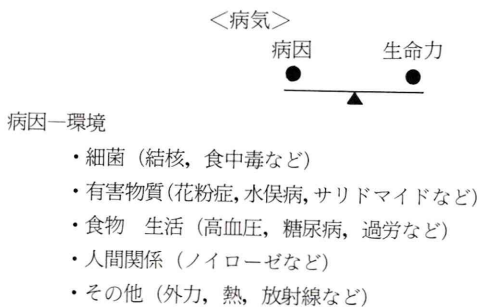 ＜病気＞
病因　生命力
病因―環境
・細菌（結核，食中毒など）
・有害物質（花粉症，水俣病，サリドマイドなど）
・食物　生活（高血圧，糖尿病，過労など）
・人間関係（ノイローゼなど）
・その他（外力，熱，放射線など）